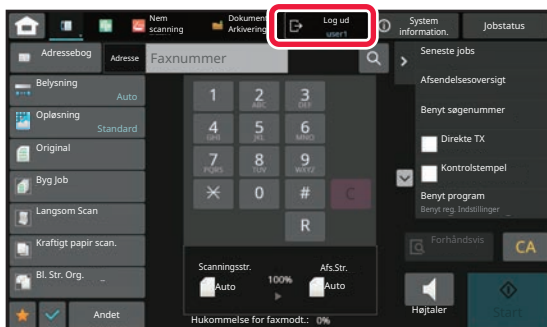 Nem
scanning
Dokument
Arkivering
Log ud
user1
System
information.
Jobstatus
Adressebog
Adresse
Faxnummer
Belysning
Auto
Opløsning
Standard
Original
Byg Job
Langsom Scan
Kraftigt papir scan.
Bl. Str. Org.
Andet
1
2
ABC
3
DEF
4
GHI
5
JKL
6
MNO
7
PQRS
8
TUV
9
WXYZ
0
#
C
R
Scanningsstr.
Auto
100%
Afs.Str.
Auto
Hukommelse for faxmodt.: 0%
Seneste jobs
Afsendelsesoversigt
Benyt søgenummer
Direkte TX
Kontrolstempel
Benyt program
Benyt reg. Indstillinger
Forhåndsvis
CA
Højtaler
Start